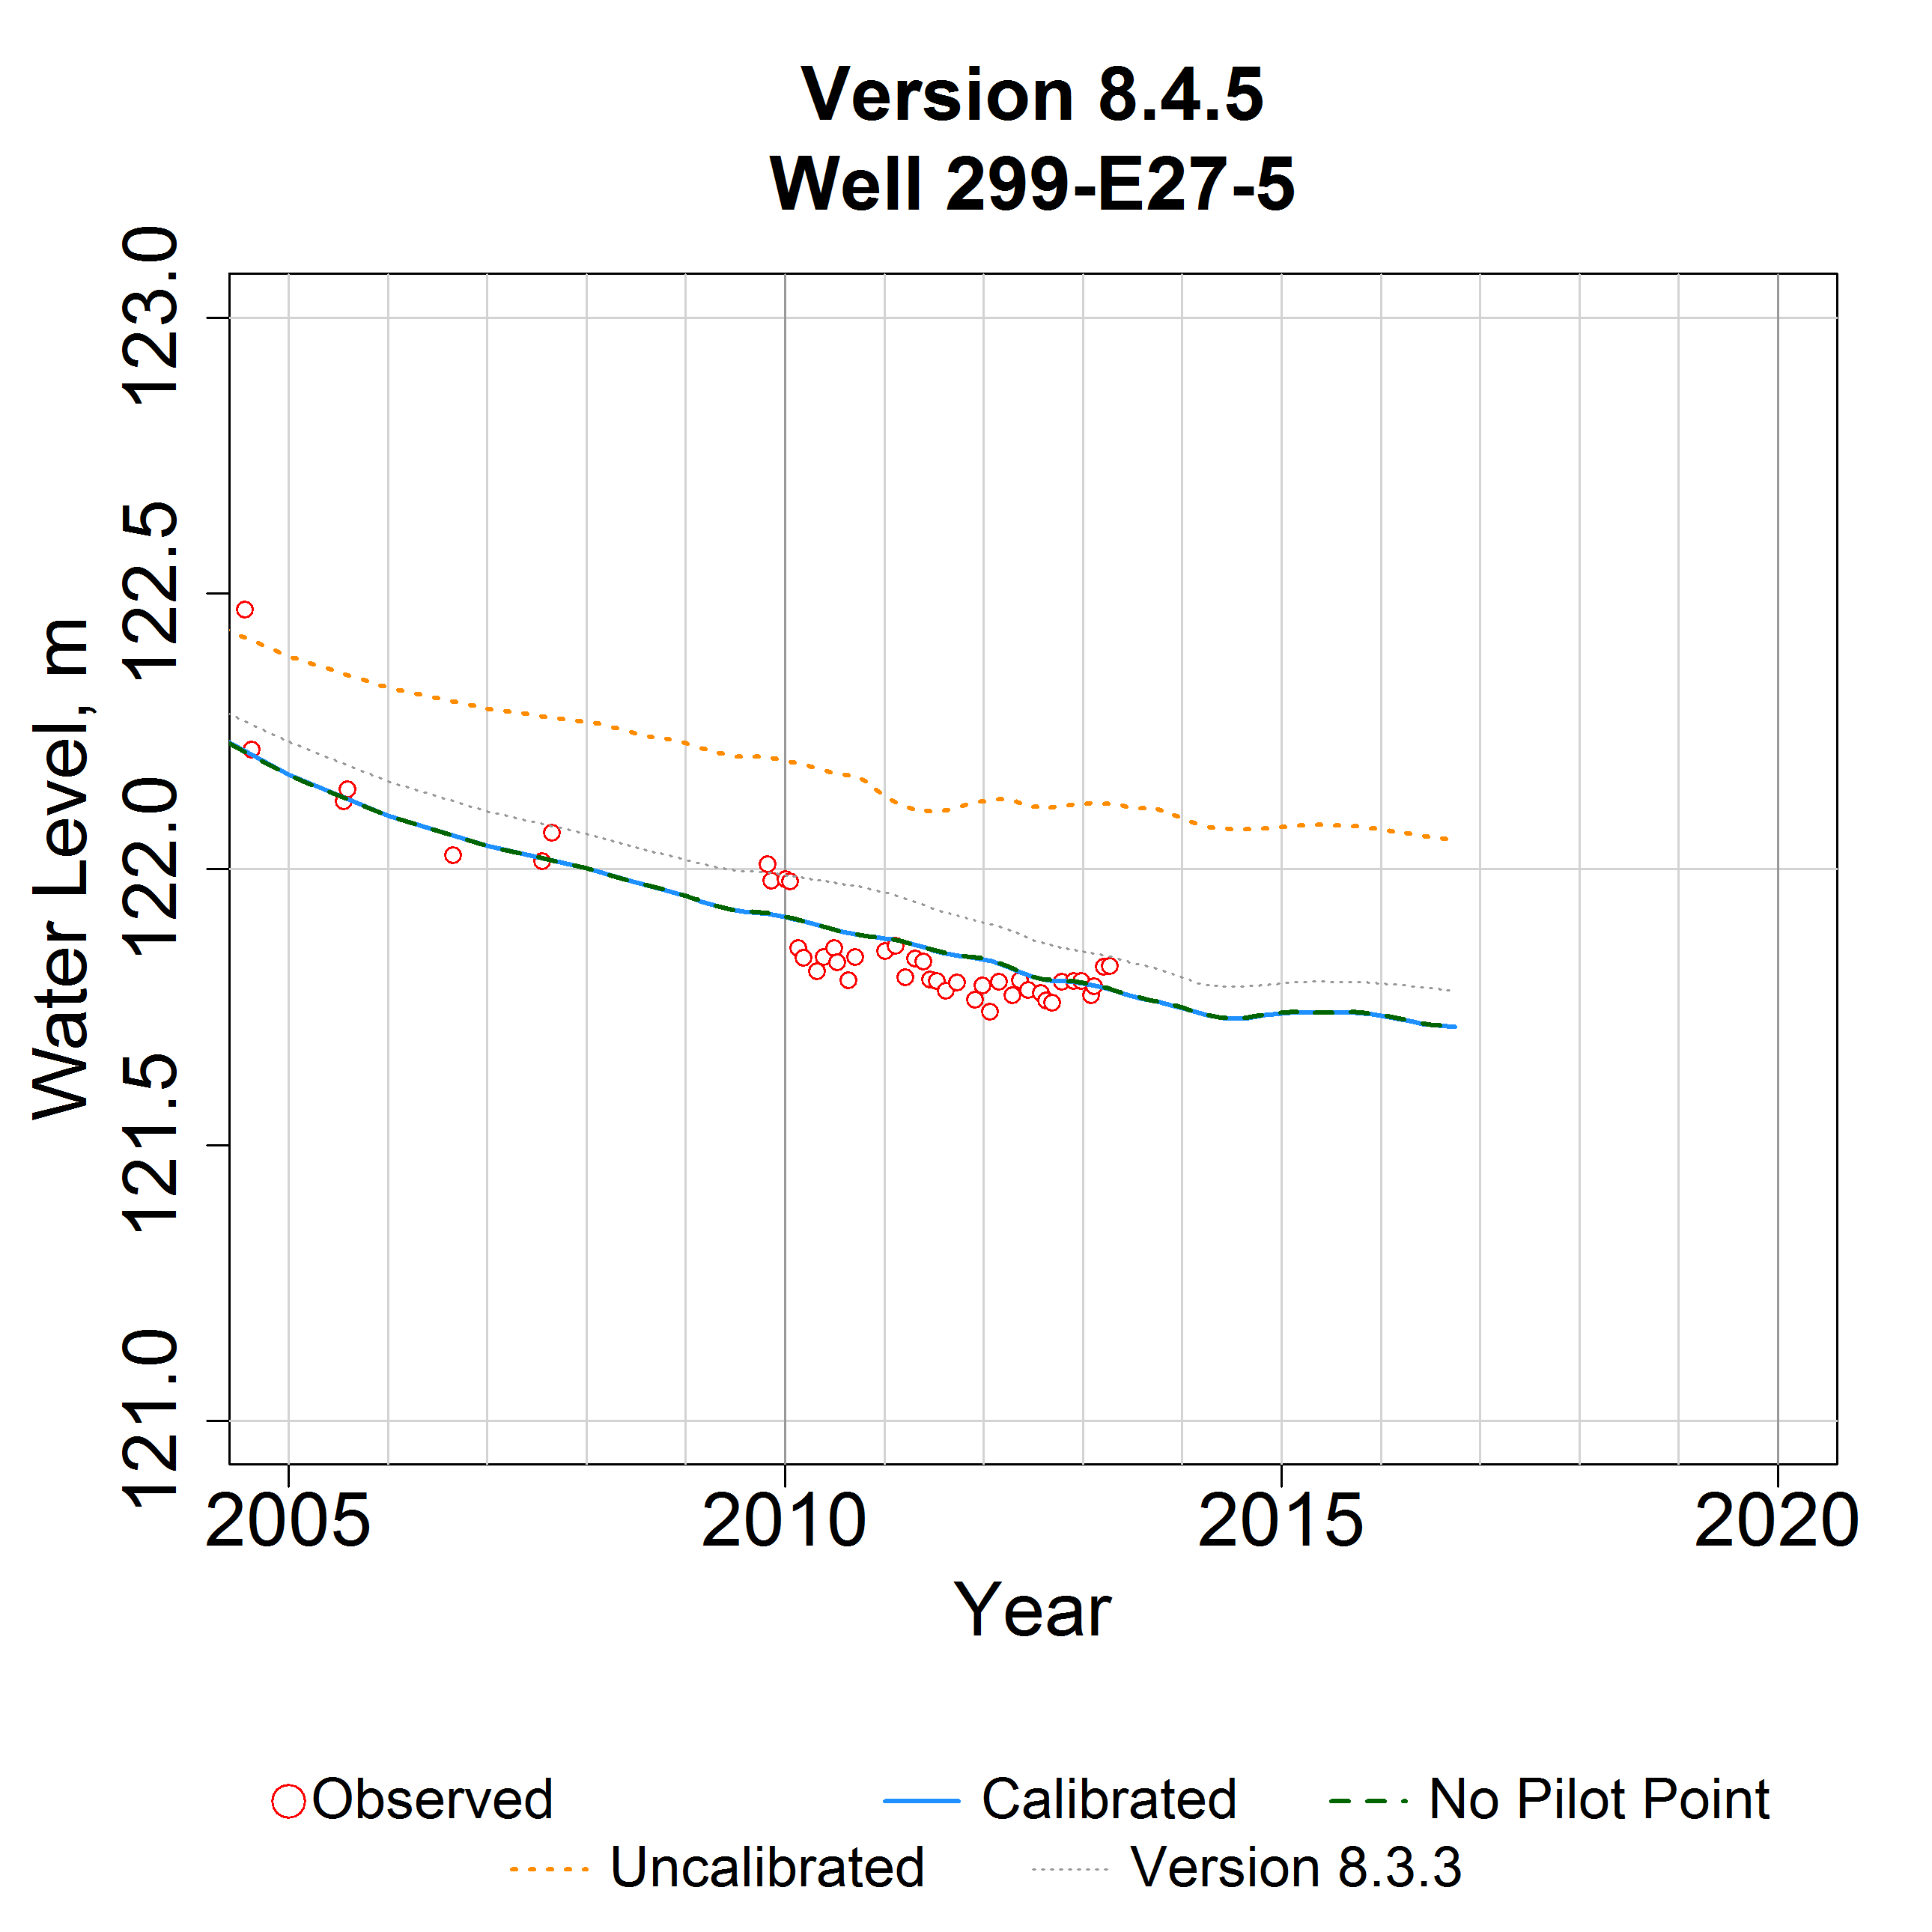 Version 8.4.5
Well 299-E27-5
Water Level, m
123.0
122.5
122.0
121.5
121.0
2005 2010 2015 2020
Year
Observed Calibrated No Pilot Point
Uncalibrated Version 8.3.3